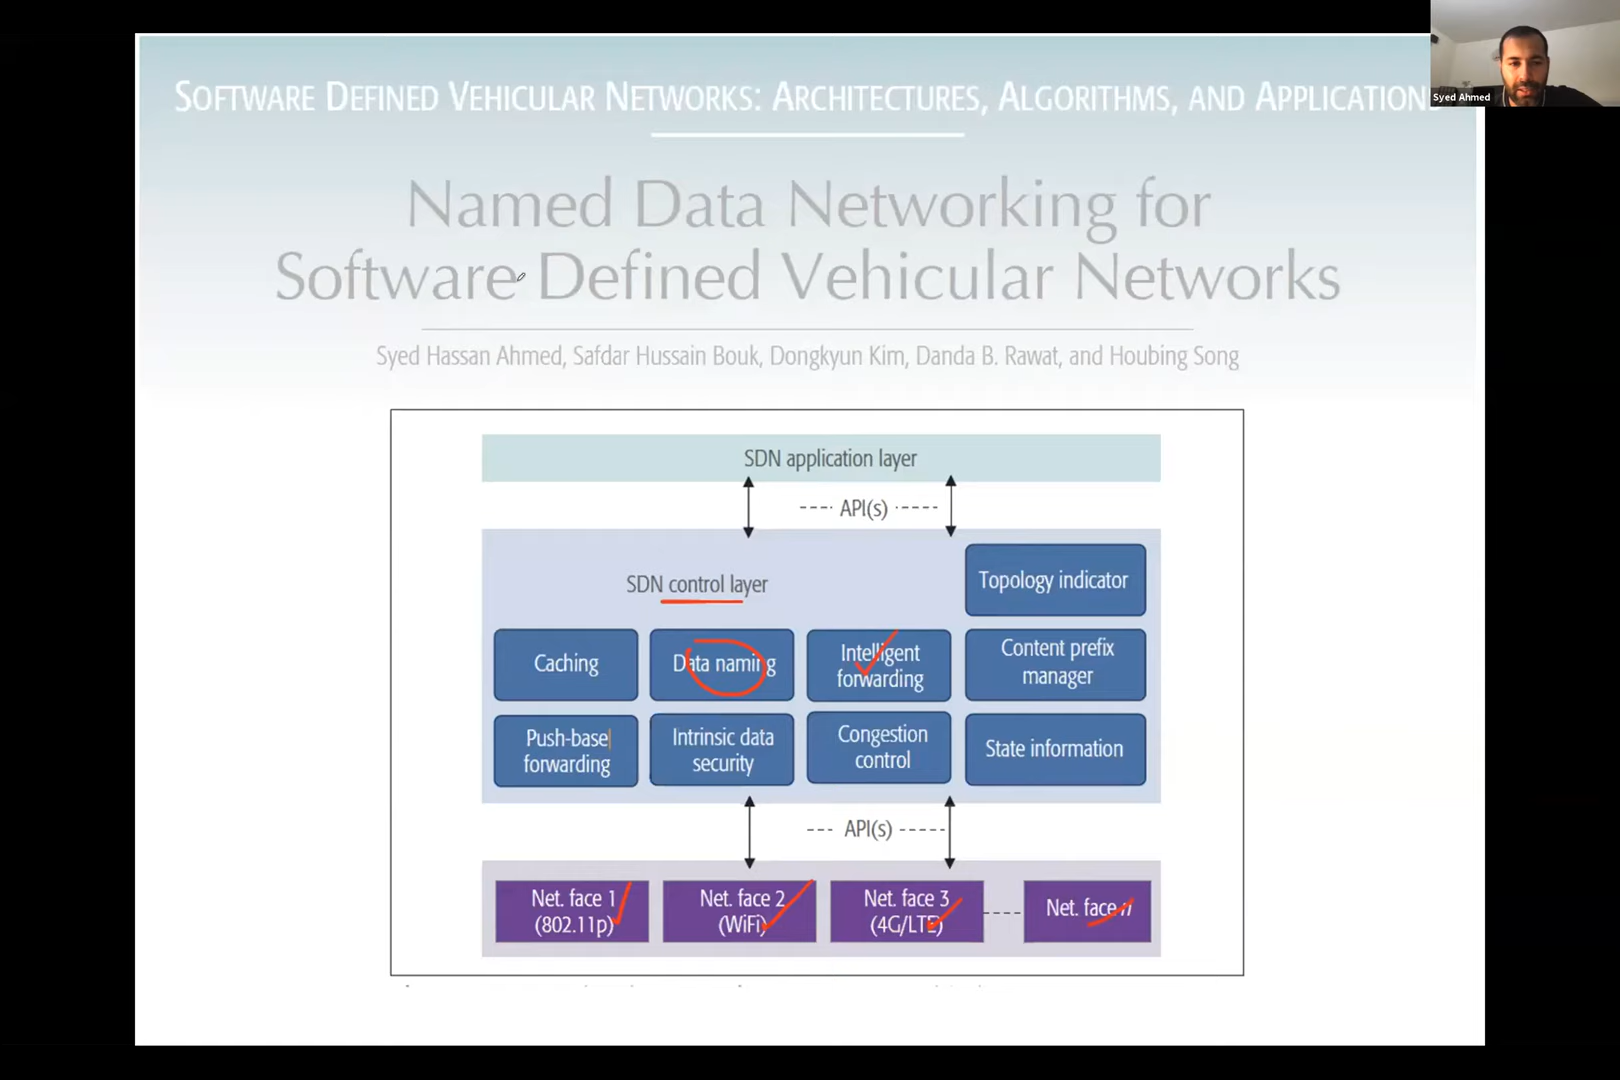 SOFTWARE DEFINED VEHICULAR NETWORKS: ARCHITECTURES, ALGORITHMS, AND APPLICATION
Syed Ahmed
Named Data Networking for
Software Defined Vehicular Networks
Syed Hassan Ahmed, Safdar Hussain Bouk, Dongkyun Kim, Danda B. Rawat, and Houbing Song
SDN application layer
API(s)
SDN control layer
Topology indicator
Caching
Data naming
Intelligent
forwarding
Content prefix
manager
Push-base
forwarding
Intrinsic data
security
Congestion
control
State information
API(s)
Net. face 1
(802.11p)
Net. face 2
(WiFi)
Net. face 3
(4G/LTE)
Net. face n